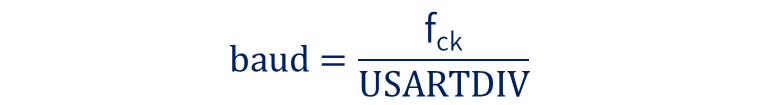 baud = f_ck / USARTDIV